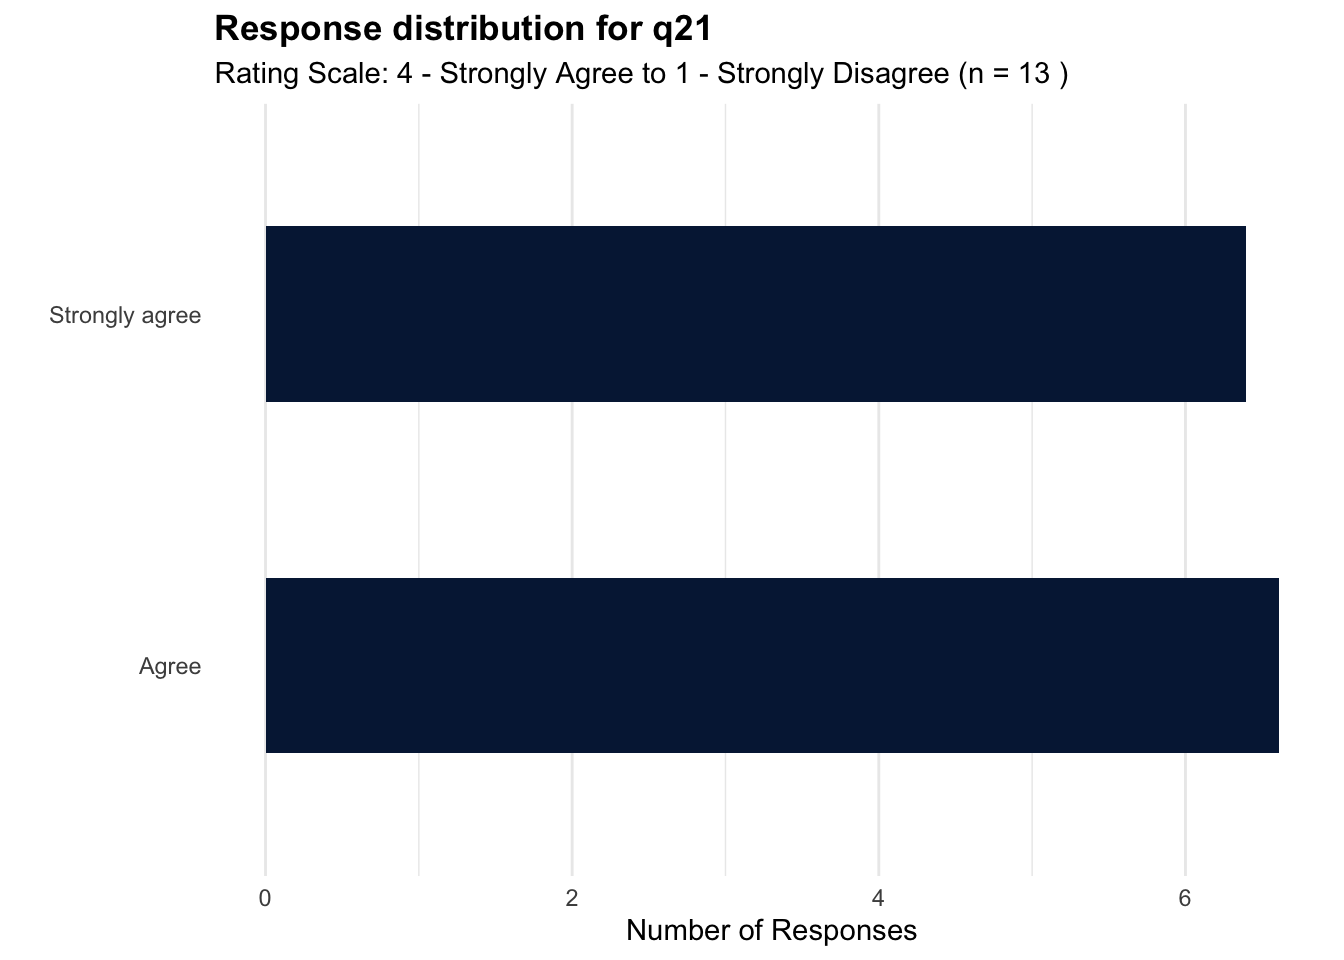 Response distribution for q21
Rating Scale: 4 - Strongly Agree to 1 - Strongly Disagree (n = 13 )
Strongly agree
Agree
0 2 4 6
Number of Responses